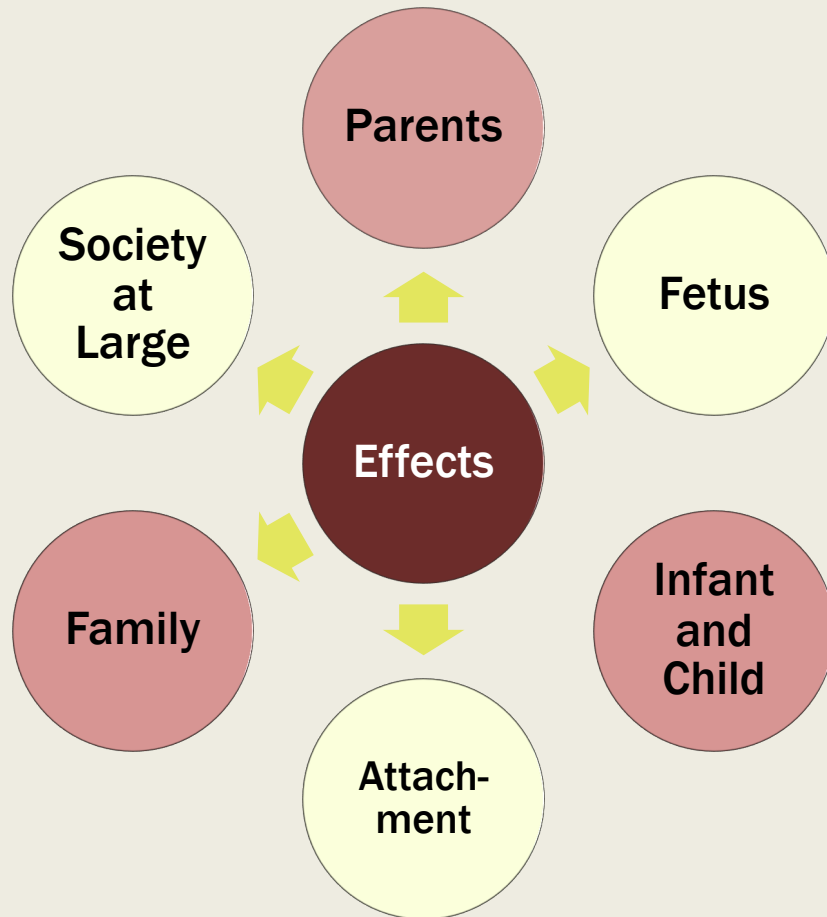 Parents
Society
at
Large
Fetus
Effects
Family
Infant
and
Child
Attach-
ment